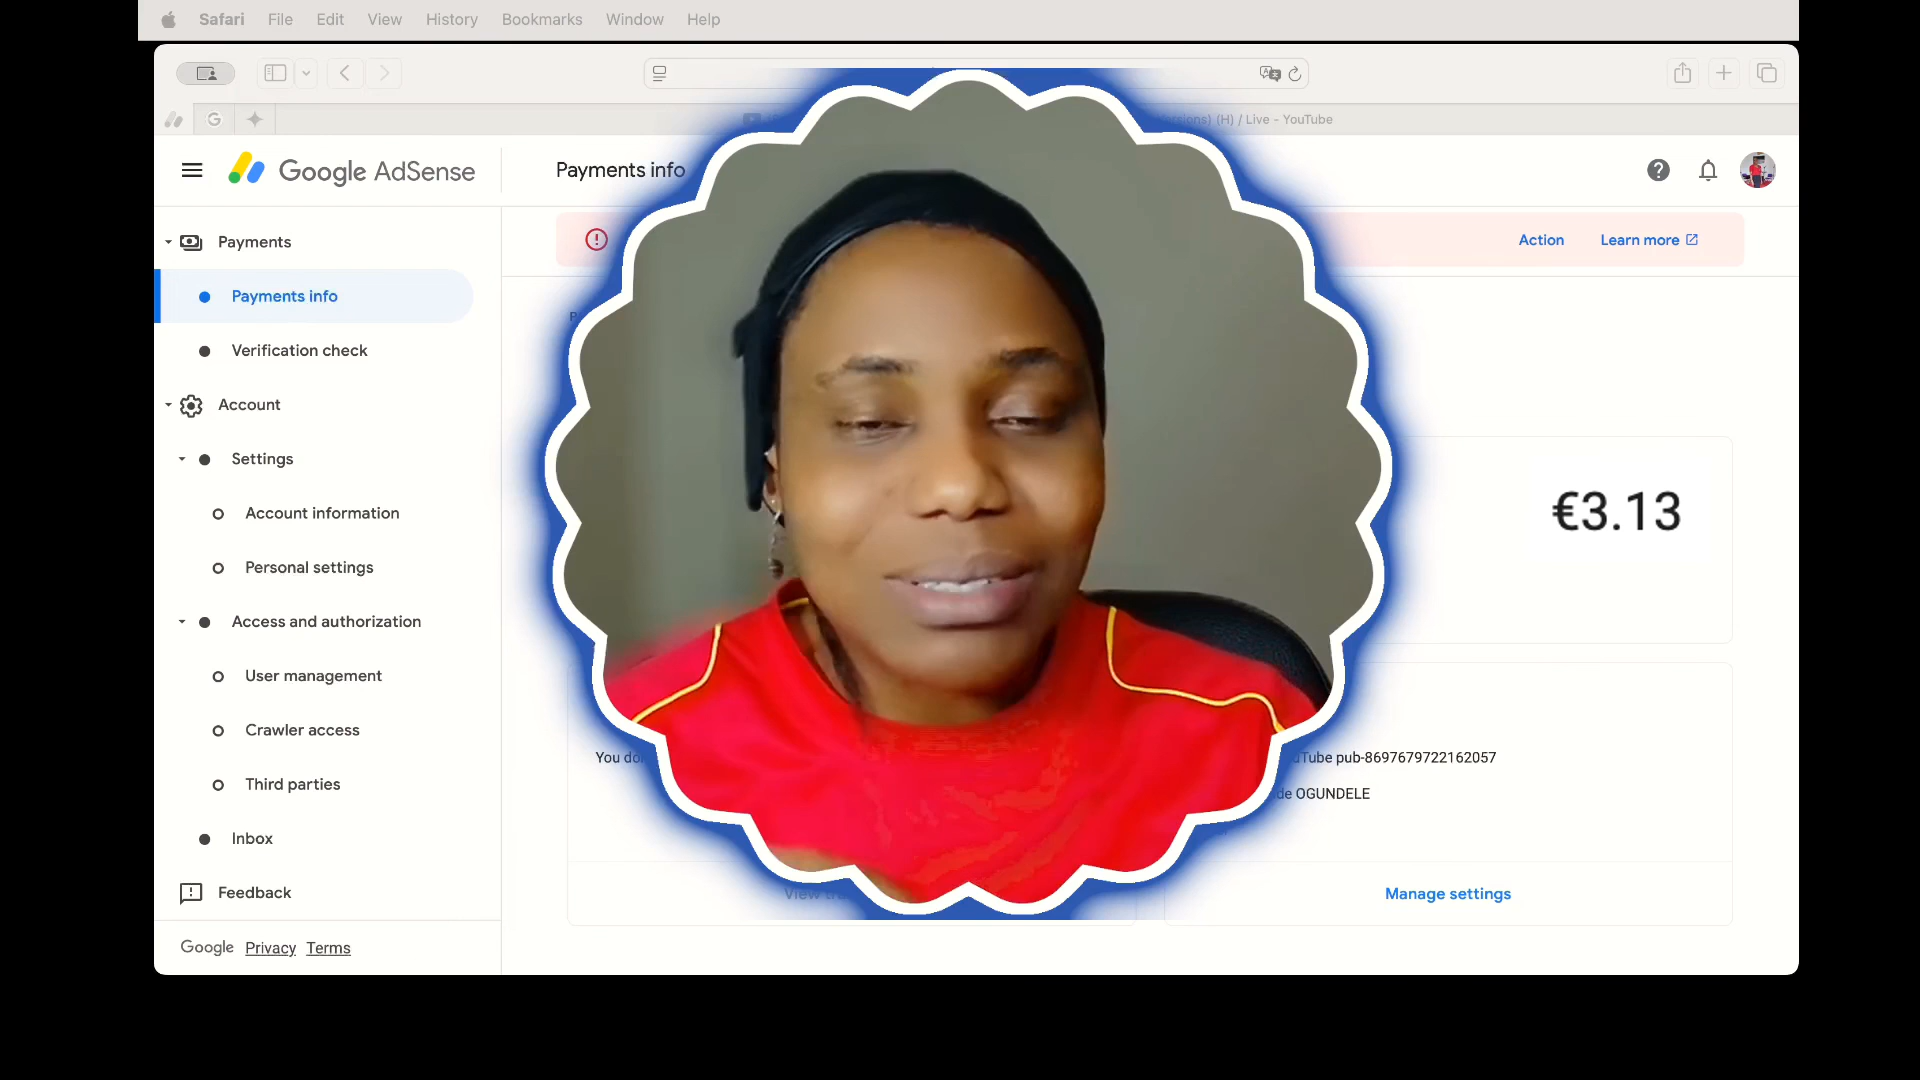 Safari File Edit View History Bookmarks Window Help
(H) / Live - YouTube
Google AdSense
Payments info
Payments
Action Learn more
Payments info
Verification check
Account
Settings
€3.13
Account information
Personal settings
Access and authorization
User management
Crawler access
You
pub-8697679722162057
Third parties
OGUNDELE
Inbox
Feedback
View
Manage settings
Google Privacy Terms